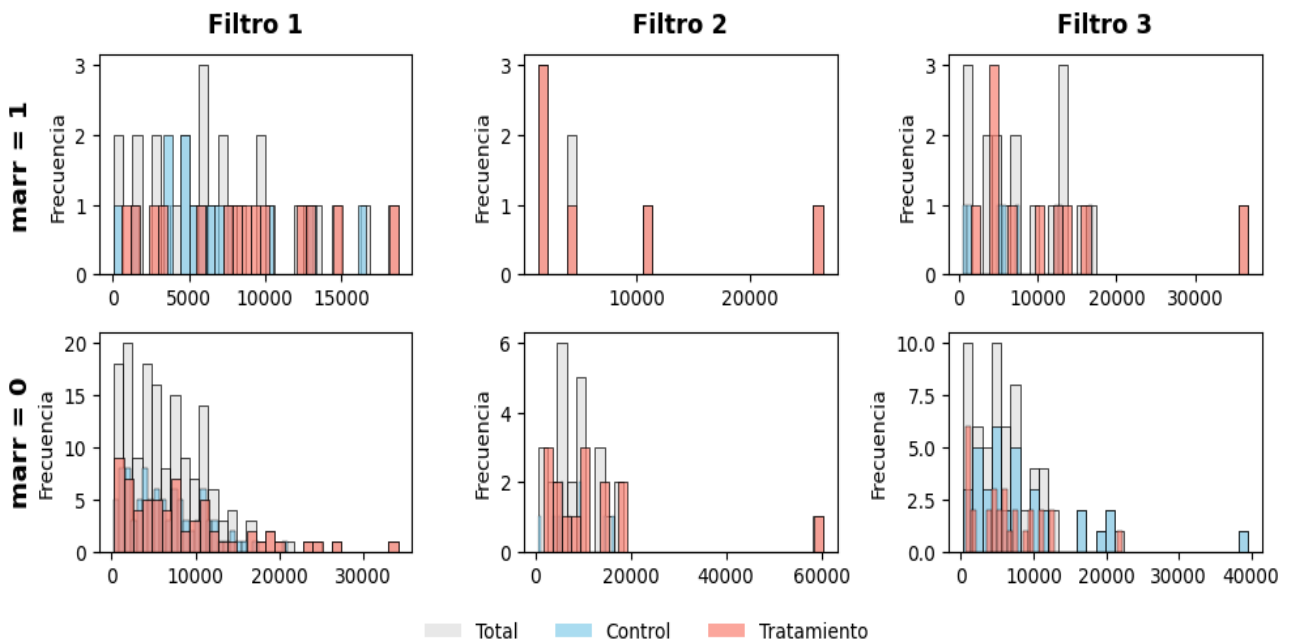 Filtro 1 Filtro 2 Filtro 3
marr = 1
Frecuencia
3
2
1
0
0 5000 10000 15000
Frecuencia
3
2
1
0
10000 20000
Frecuencia
3
2
1
0
0 10000 20000 30000
marr = 0
Frecuencia
20
15
10
5
0
0 10000 20000 30000
Frecuencia
6
4
2
0
0 20000 40000 60000
Frecuencia
10.0
7.5
5.0
2.5
0.0
0 10000 20000 30000 40000
Total Control Tratamiento